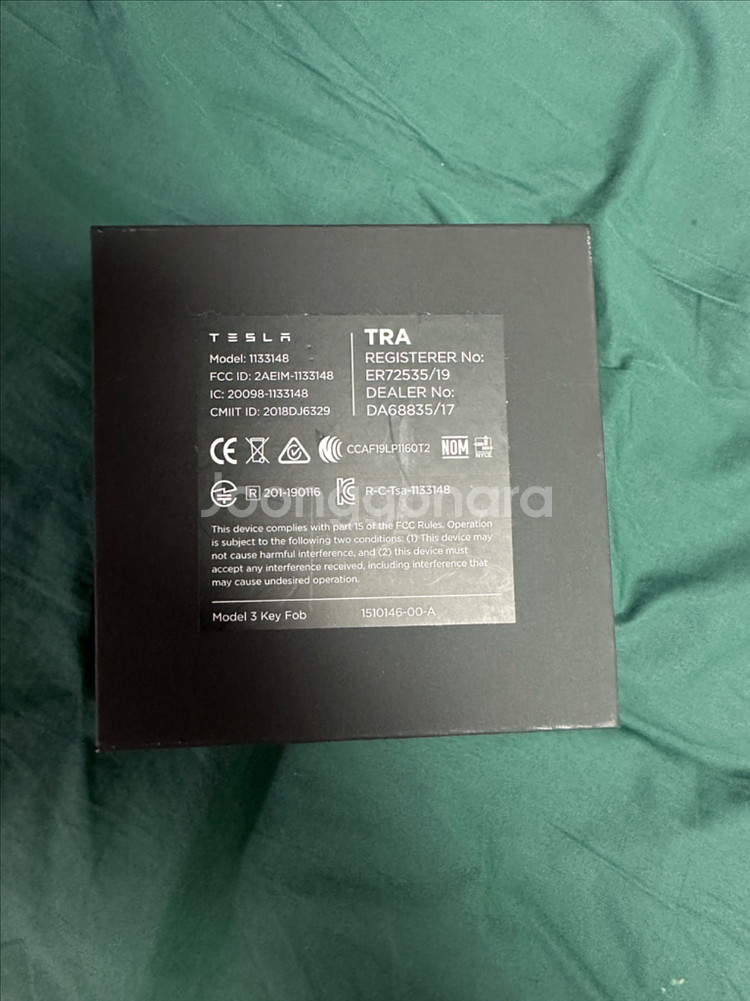 TESLA
Model: 1133148
FCC ID: 2AEIM-1133148
IC: 20098-1133148
CMIIT ID: 2018DJ6329
TRA
REGISTERER No:
ER72535/19
DEALER No:
DA68835/17
CE CCAF19LP1160T2 NOM NYCE
R 201-190116 R-C-Tsa-1133148
Joonggonara
This device complies with part 15 of the FCC Rules. Operation
is subject to the following two conditions: (1) This device may
not cause harmful interference, and (2) this device must
accept any interference received, including interference that
may cause undesired operation.
Model 3 Key Fob 1510146-00-A